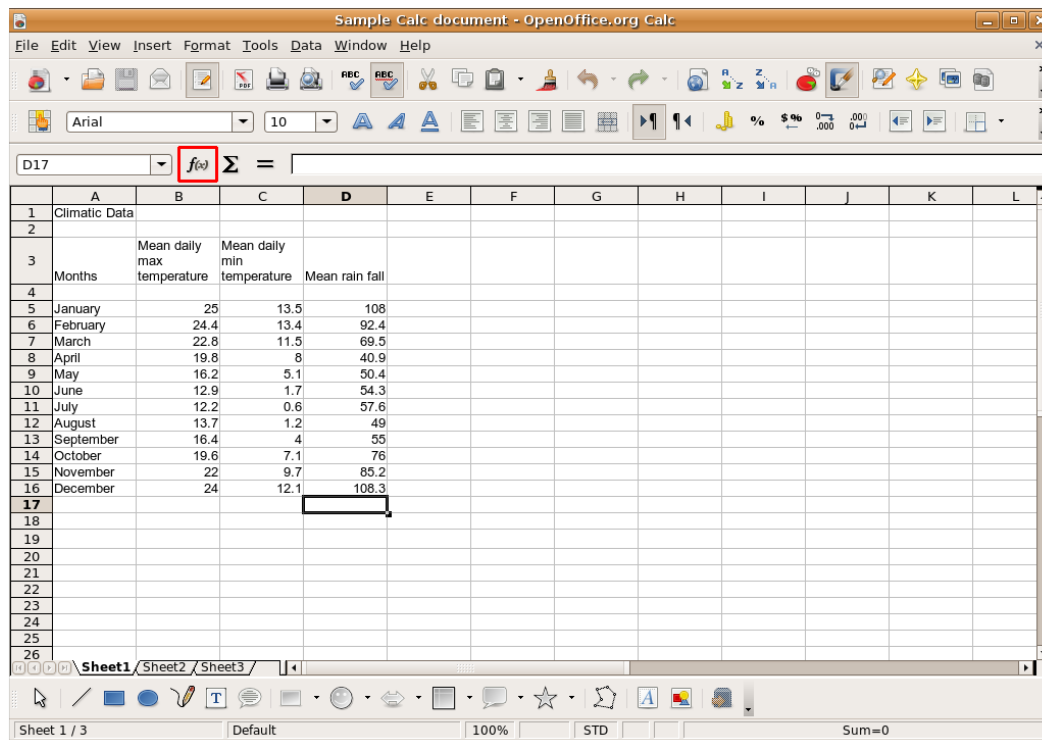 Sample Calc document - OpenOffice.org Calc
File Edit View Insert Format Tools Data Window Help
Arial 10
D17 f(x) Σ =
A B C D E F G H I J K L
1 Climatic Data
2
3 Months Mean daily max temperature Mean daily min temperature Mean rain fall
4
5 January 25 13.5 108
6 February 24.4 13.4 92.4
7 March 22.8 11.5 69.5
8 April 19.8 8 40.9
9 May 16.2 5.1 50.4
10 June 12.9 1.7 54.3
11 July 12.2 0.6 57.6
12 August 13.7 1.2 49
13 September 16.4 4 55
14 October 19.6 7.1 76
15 November 22 9.7 85.2
16 December 24 12.1 108.3
17
18
19
20
21
22
23
24
25
26
Sheet1 Sheet2 Sheet3
Sheet 1 / 3 Default 100% STD Sum=0